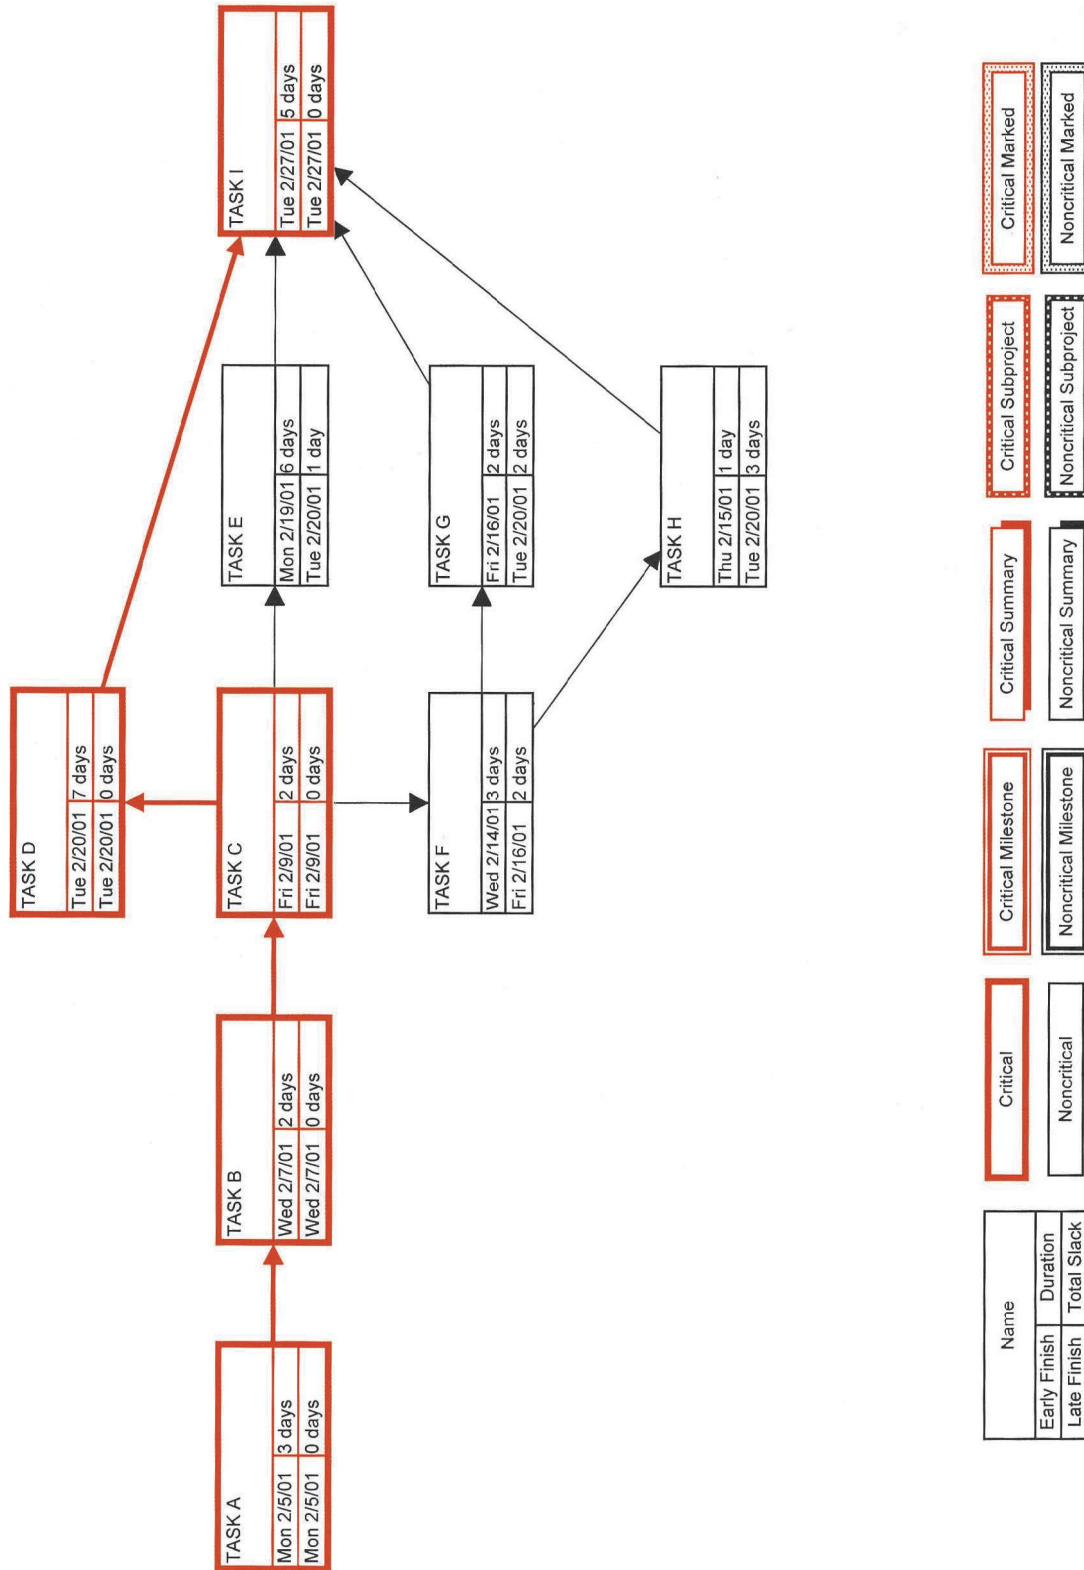 TASK D
Tue 2/20/01 7 days
Tue 2/20/01 0 days
TASK A
Mon 2/5/01 3 days
Mon 2/5/01 0 days
TASK B
Wed 2/7/01 2 days
Wed 2/7/01 0 days
TASK C
Fri 2/9/01 2 days
Fri 2/9/01 0 days
TASK E
Mon 2/19/01 6 days
Tue 2/20/01 1 day
TASK I
Tue 2/27/01 5 days
Tue 2/27/01 0 days
TASK F
Wed 2/14/01 3 days
Fri 2/16/01 2 days
TASK G
Fri 2/16/01 2 days
Tue 2/20/01 2 days
TASK H
Thu 2/15/01 1 day
Tue 2/20/01 3 days
Name
Early Finish Duration
Late Finish Total Slack
Critical
Noncritical
Critical Milestone
Noncritical Milestone
Critical Summary
Noncritical Summary
Critical Subproject
Noncritical Subproject
Critical Marked
Noncritical Marked